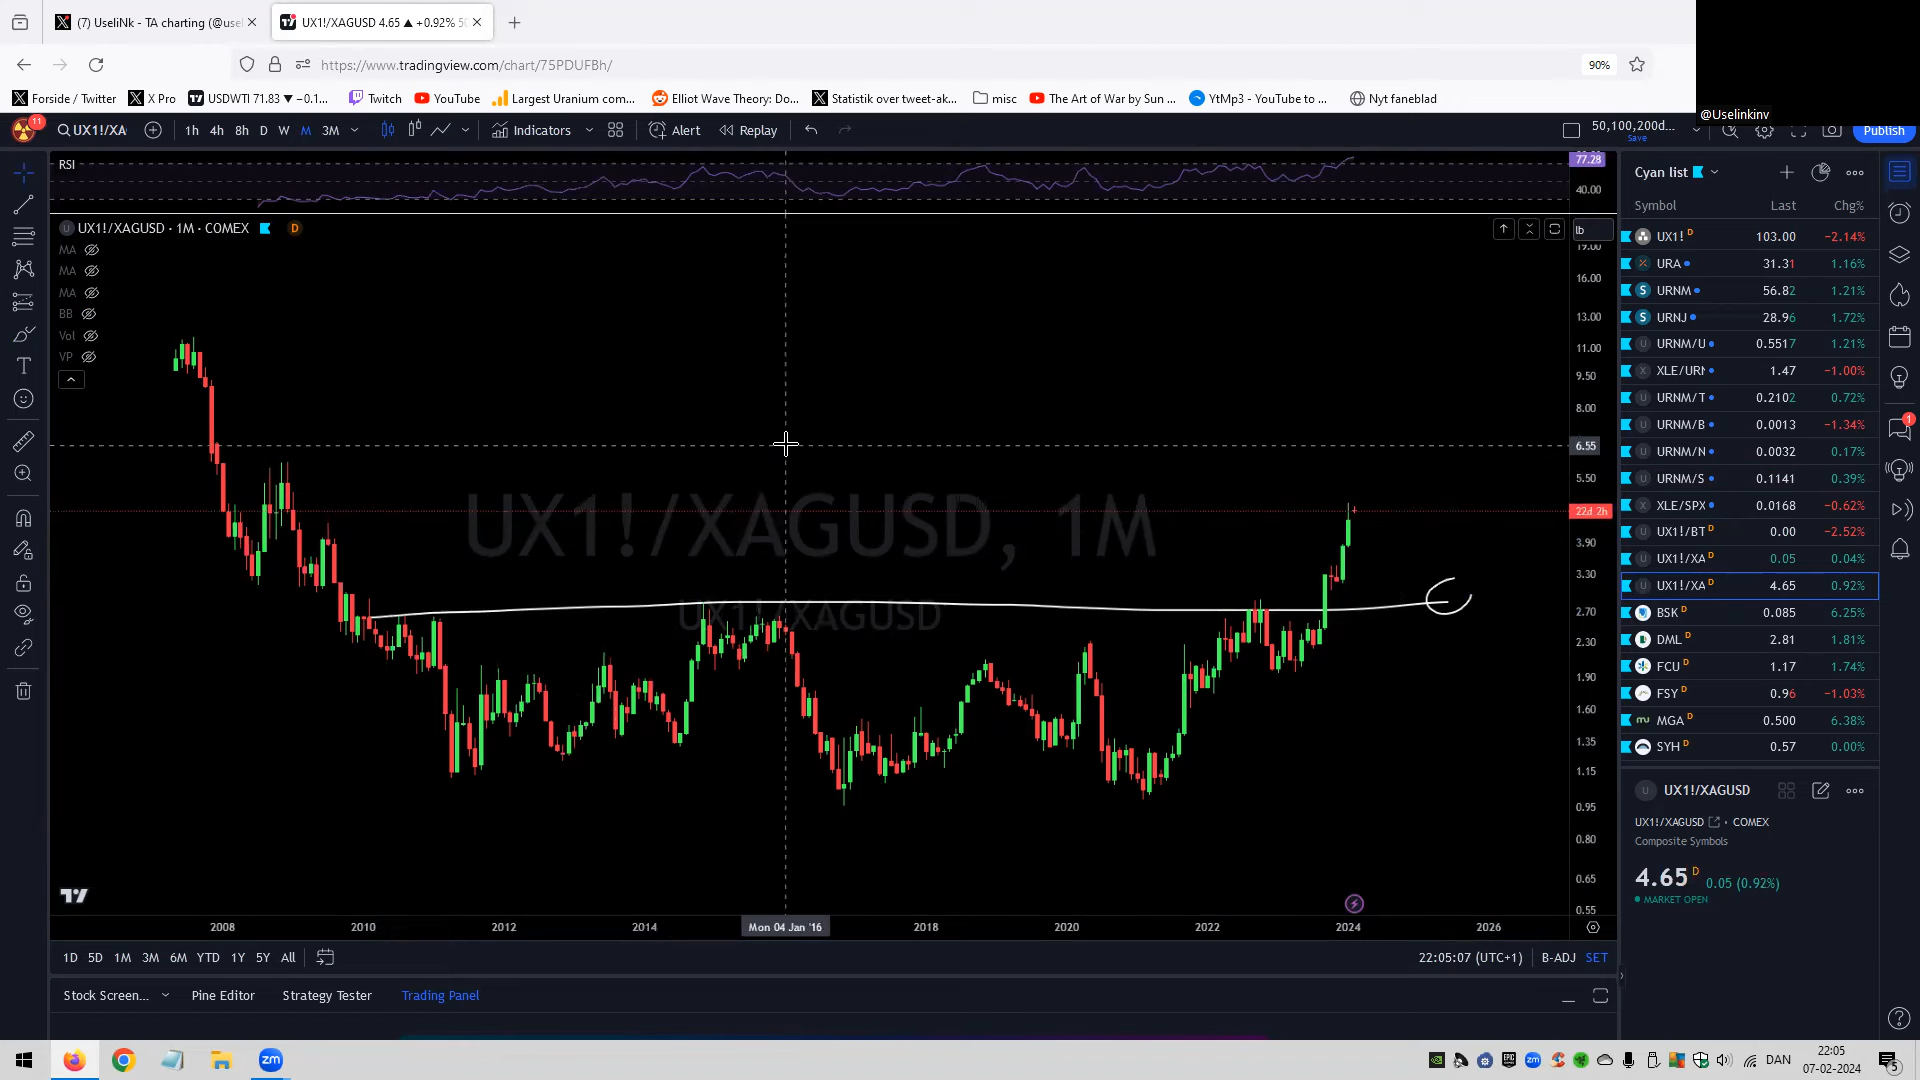 (7) UseliNk - TA charting (@use
UX1!/XAGUSD 4.65 ▲ +0.92% 50
https://www.tradingview.com/chart/75PDUFBh/
90%
Forside / Twitter
X Pro
USDWTI 71.83 ▼ −0.1...
Twitch
YouTube
Largest Uranium com...
Elliot Wave Theory: Do...
Statistik over tweet-ak...
misc
The Art of War by Sun ...
YtMp3 - YouTube to ...
Nyt faneblad
@Uselinkinv
11
UX1!/XA
1h 4h 8h D W M 3M
Indicators
Alert
Replay
50,100,200d...
Save
Publish
RSI
77.28
40.00
UX1!/XAGUSD · 1M · COMEX D
MA
MA
MA
BB
Vol
VP
lb
19.00
16.00
13.00
11.00
9.50
8.00
6.55
5.50
22d 2h
3.90
3.30
2.70
2.30
1.90
1.60
1.35
1.15
0.95
0.80
0.65
0.55
UX1!/XAGUSD, 1M
UX1!/XAGUSD
2008 2010 2012 2014 Mon 04 Jan '16 2018 2020 2022 2024 2026
1D 5D 1M 3M 6M YTD 1Y 5Y All
22:05:07 (UTC+1) B-ADJ SET
Stock Screen... Pine Editor Strategy Tester Trading Panel
Cyan list
Symbol Last Chg%
UX1! D 103.00 −2.14%
URA 31.31 1.16%
URNM 56.82 1.21%
URNJ 28.96 1.72%
URNM/U 0.5517 1.21%
XLE/URN 1.47 −1.00%
URNM/T 0.2102 0.72%
URNM/B 0.0013 −1.34%
URNM/N 0.0032 0.17%
URNM/S 0.1141 0.39%
XLE/SPX 0.0168 −0.62%
UX1!/BT D 0.00 −2.52%
UX1!/XA D 0.05 0.04%
UX1!/XA D 4.65 0.92%
BSK D 0.085 6.25%
DML D 2.81 1.81%
FCU D 1.17 1.74%
FSY D 0.96 −1.03%
MGA D 0.500 6.38%
SYH D 0.57 0.00%
1
UX1!/XAGUSD
UX1!/XAGUSD · COMEX
Composite Symbols
4.65 D 0.05 (0.92%)
MARKET OPEN
zm
EPIC
zm
DAN
22:05
07-02-2024
5